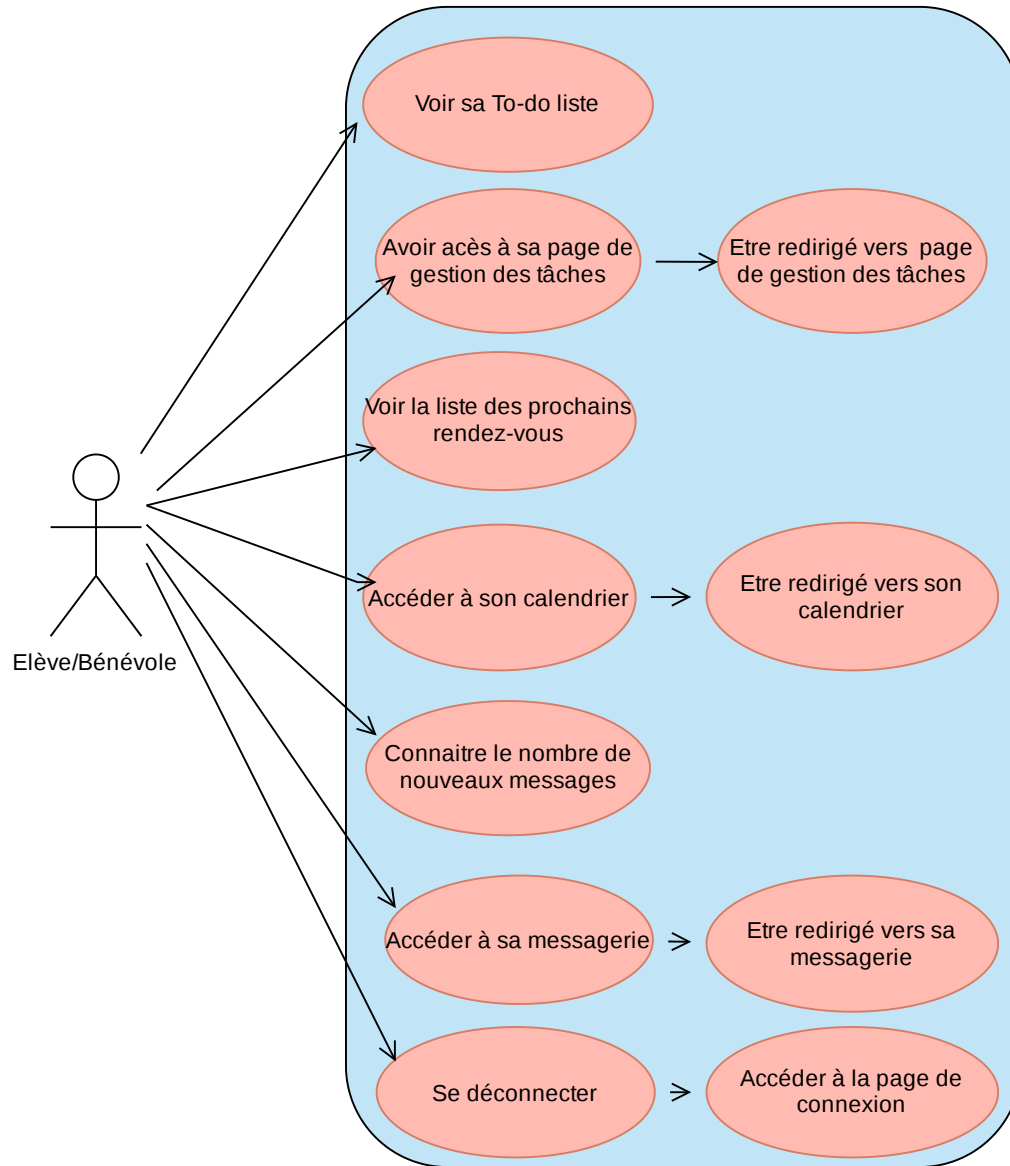 Voir sa To-do liste
Avoir acès à sa page de
gestion des tâches
Etre redirigé vers  page
de gestion des tâches
Voir la liste des prochains
rendez-vous
Elève/Bénévole
Accéder à son calendrier
Etre redirigé vers son
calendrier
Connaitre le nombre de
nouveaux messages
Accéder à sa messagerie
Etre redirigé vers sa
messagerie
Se déconnecter
Accéder à la page de
connexion